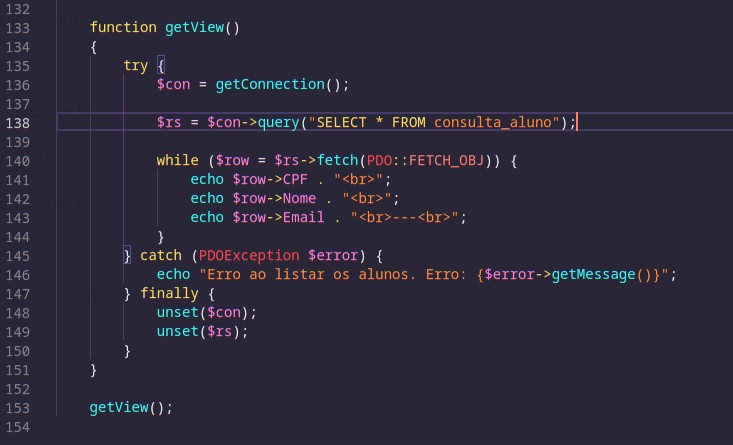 132
133 function getView()
134 {
135 try {
136 $con = getConnection();
137
138 $rs = $con->query("SELECT * FROM consulta_aluno");
139
140 while ($row = $rs->fetch(PDO::FETCH_OBJ)) {
141 echo $row->CPF . "<br>";
142 echo $row->Nome . "<br>";
143 echo $row->Email . "<br>---<br>";
144 }
145 } catch (PDOException $error) {
146 echo "Erro ao listar os alunos. Erro: {$error->getMessage()}";
147 } finally {
148 unset($con);
149 unset($rs);
150 }
151 }
152
153 getView();
154